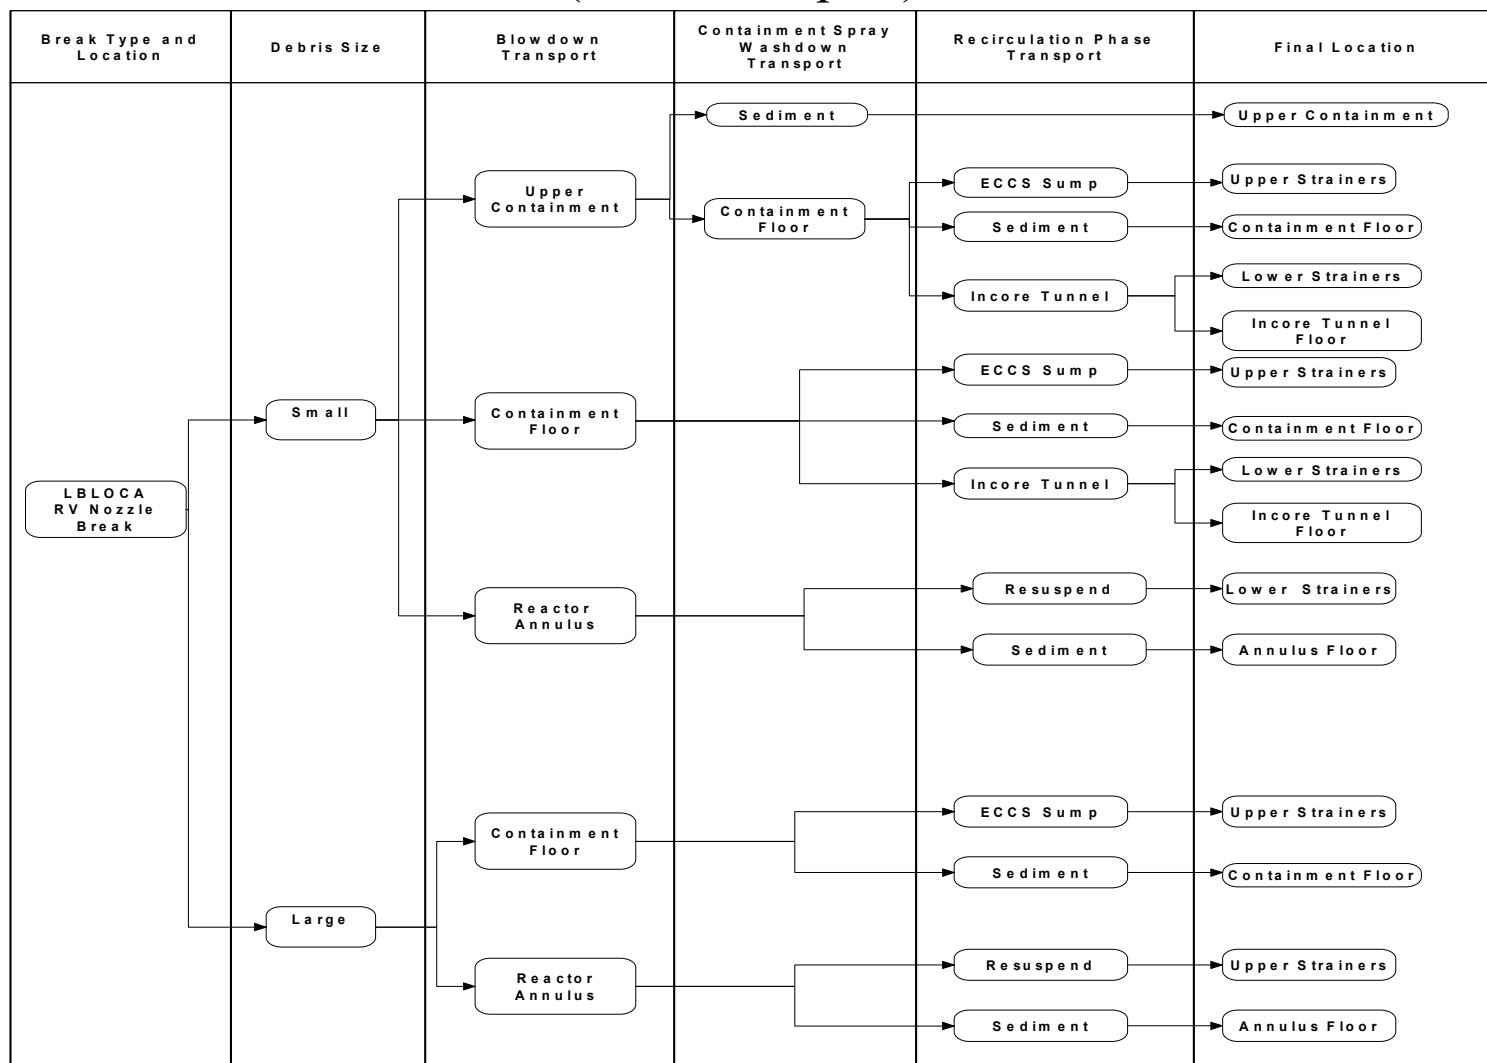 Break Type and
Location
Debris Size
Blowdown
Transport
Containment Spray
Washdown
Transport
Recirculation Phase
Transport
Final Location
Sediment
Upper Containment
Upper
Containment
Containment
Floor
ECCS Sump
Upper Strainers
Sediment
Containment Floor
Incore Tunnel
Lower Strainers
Incore Tunnel
Floor
Small
Containment
Floor
ECCS Sump
Upper Strainers
Sediment
Containment Floor
Incore Tunnel
Lower Strainers
Incore Tunnel
Floor
LBLOCA
RV Nozzle
Break
Reactor
Annulus
Resuspend
Lower Strainers
Sediment
Annulus Floor
Containment
Floor
ECCS Sump
Upper Strainers
Sediment
Containment Floor
Large
Reactor
Annulus
Resuspend
Upper Strainers
Sediment
Annulus Floor